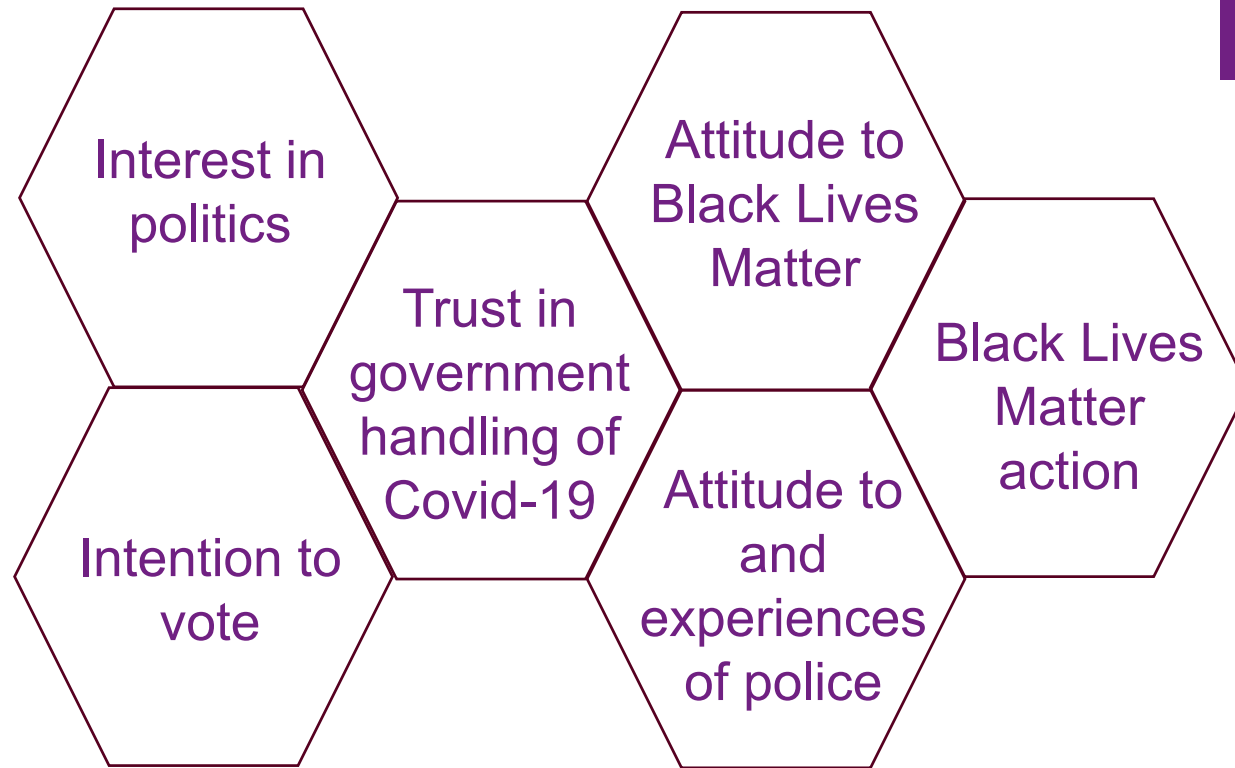 Interest in
politics
Intention to
vote
Trust in
government
handling of
Covid-19
Attitude to
Black Lives
Matter
Attitude to
and
experiences
of police
Black Lives
Matter
action